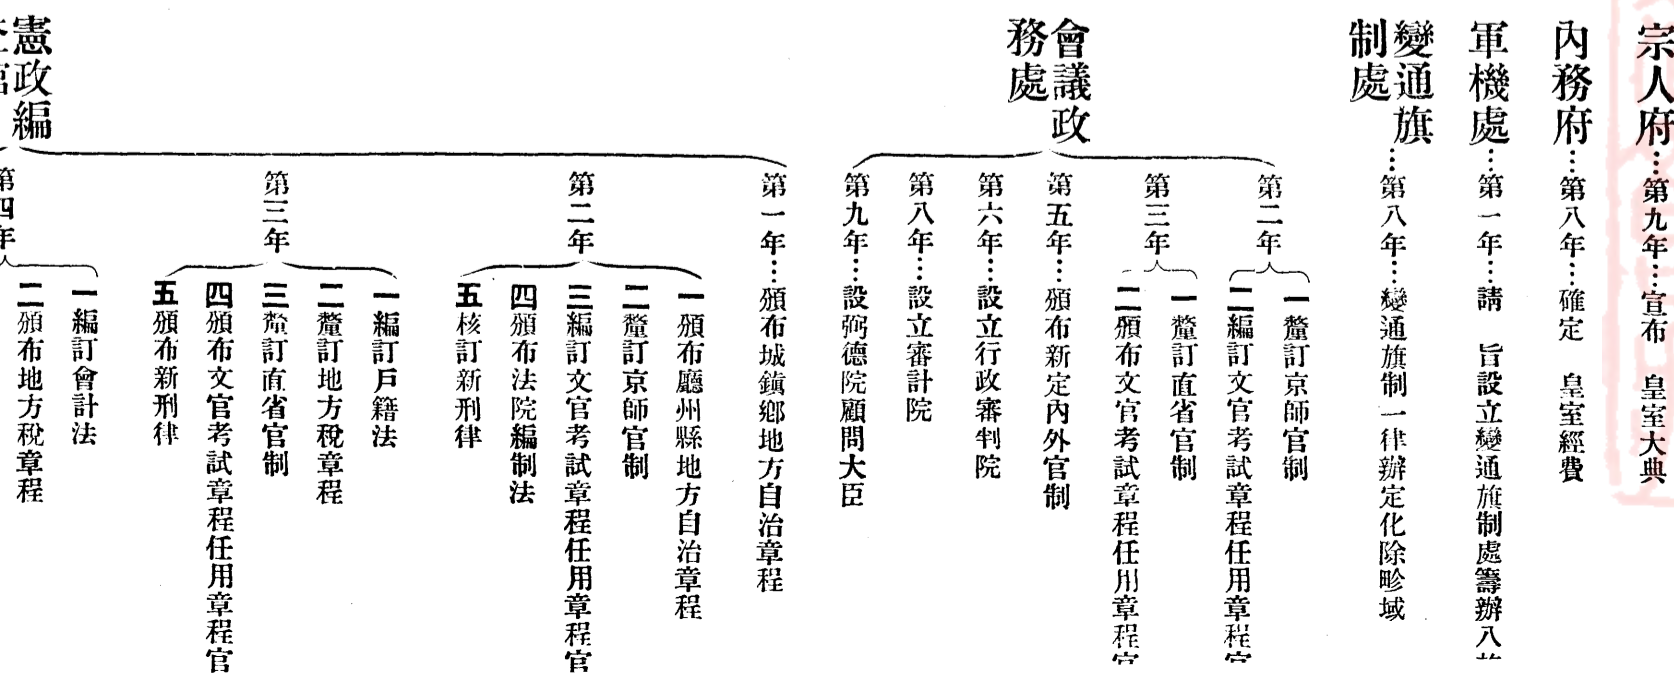 宗人府…第九年…宣布　皇室大典
內務府…第八年…確定　皇室經費
軍機處…第一年…請　旨設立變通旗制處籌辦八
變通旗
制處…第八年…變通旗制一律辦定化除畛域
會議政
務處
第二年
一釐訂京師官制
二編訂文官考試章程任用章程官
第三年
一釐訂直省官制
二頒布文官考試章程任用章程官
第五年…頒布新定內外官制
第六年…設立行政審判院
第八年…設立審計院
第九年…設弼德院顧問大臣
憲政編
第一年…頒布城鎮鄉地方自治章程
第二年
一頒布廳州縣地方自治章程
二釐訂京師官制
三編訂文官考試章程任用章程官
四頒布法院編制法
五核訂新刑律
第三年
一編訂戶籍法
二釐訂地方稅章程
三釐訂直省官制
四頒布文官考試章程任用章程官
五頒布新刑律
第四年
一編訂會計法
二頒布地方稅章程